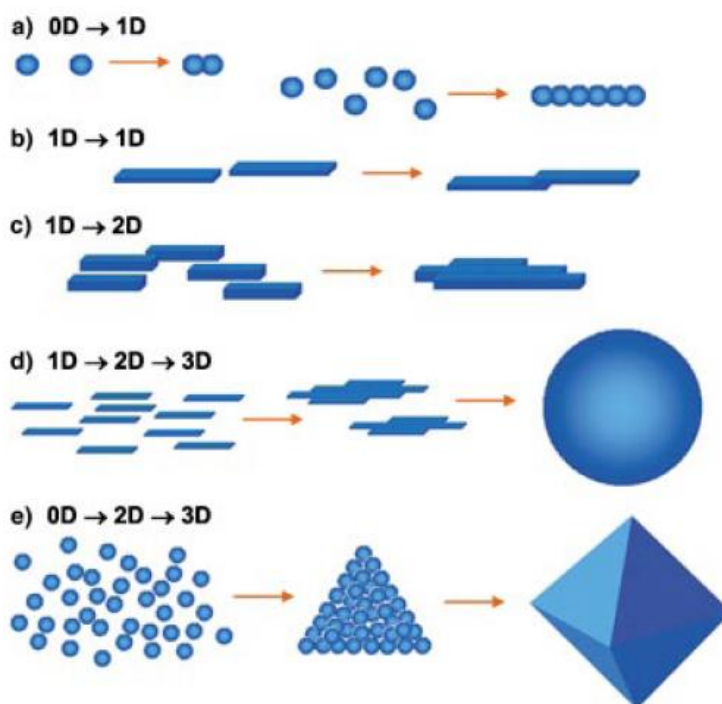 a) 0D → 1D
b) 1D → 1D
c) 1D → 2D
d) 1D → 2D → 3D
e) 0D → 2D → 3D